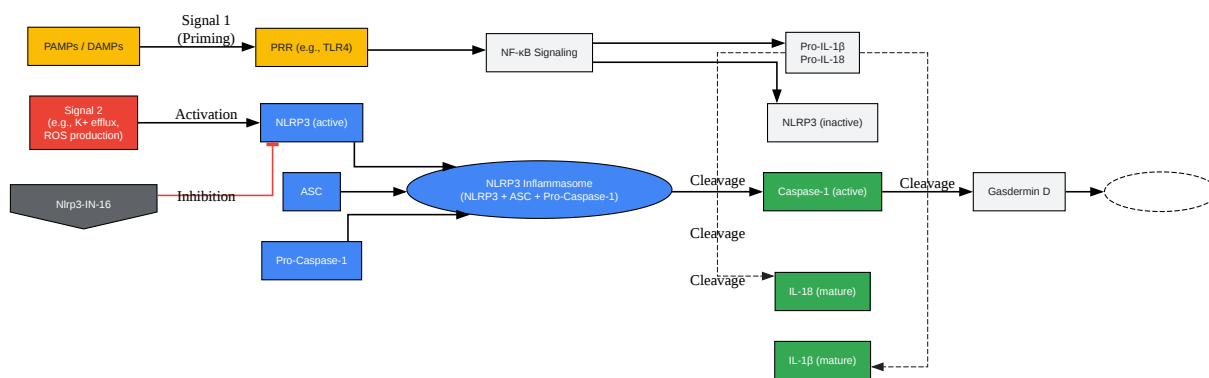 Signal 1
(Priming)
PAMPs / DAMPs
PRR (e.g., TLR4)
NF-κB Signaling
Pro-IL-1β
Pro-IL-18
Signal 2
(e.g., K+ efflux,
ROS production)
Activation
NLRP3 (active)
NLRP3 (inactive)
Nlrp3-IN-16
Inhibition
ASC
NLRP3 Inflammasome
(NLRP3 + ASC + Pro-Caspase-1)
Cleavage
Caspase-1 (active)
Cleavage
Gasdermin D
Cleavage
Pro-Caspase-1
Cleavage
IL-18 (mature)
IL-1β (mature)